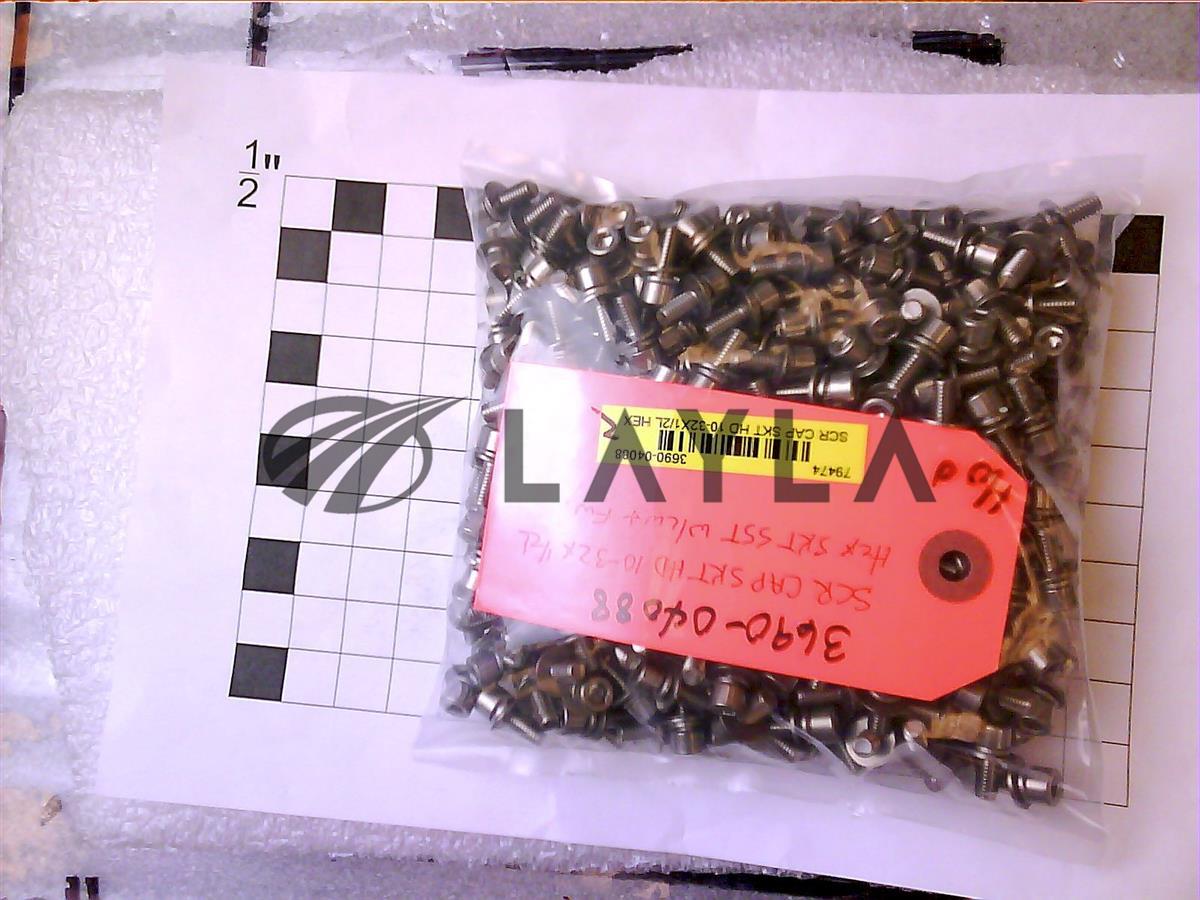 1/2"
LAYLA
79474 3690-04088
SCR CAP SKT HD 10-32X1/2L HEX
3690-04088
SCR CAP SKT HD 10-32X 1/2L
Hex SKT SST w/LW + FW